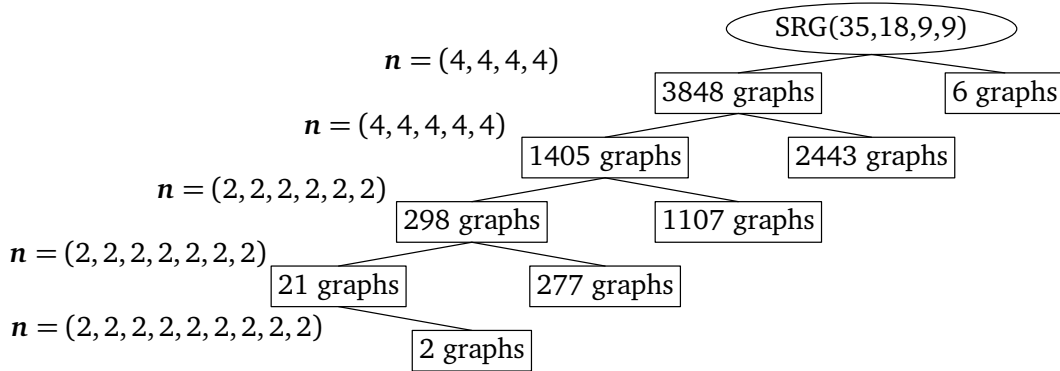 SRG(35,18,9,9)
n = (4, 4, 4, 4)
3848 graphs
6 graphs
n = (4, 4, 4, 4, 4)
1405 graphs
2443 graphs
n = (2, 2, 2, 2, 2, 2)
298 graphs
1107 graphs
n = (2, 2, 2, 2, 2, 2, 2)
21 graphs
277 graphs
n = (2, 2, 2, 2, 2, 2, 2, 2, 2)
2 graphs